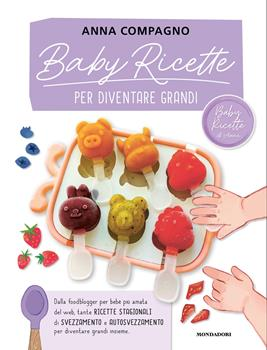 ANNA COMPAGNO
Baby Ricette
PER DIVENTARE GRANDI
Baby
Ricette
di Anna
Dalla foodblogger per bebè più amata
del web, tante RICETTE STAGIONALI
di SVEZZAMENTO e AUTOSVEZZAMENTO
per diventare grandi insieme.
MONDADORI